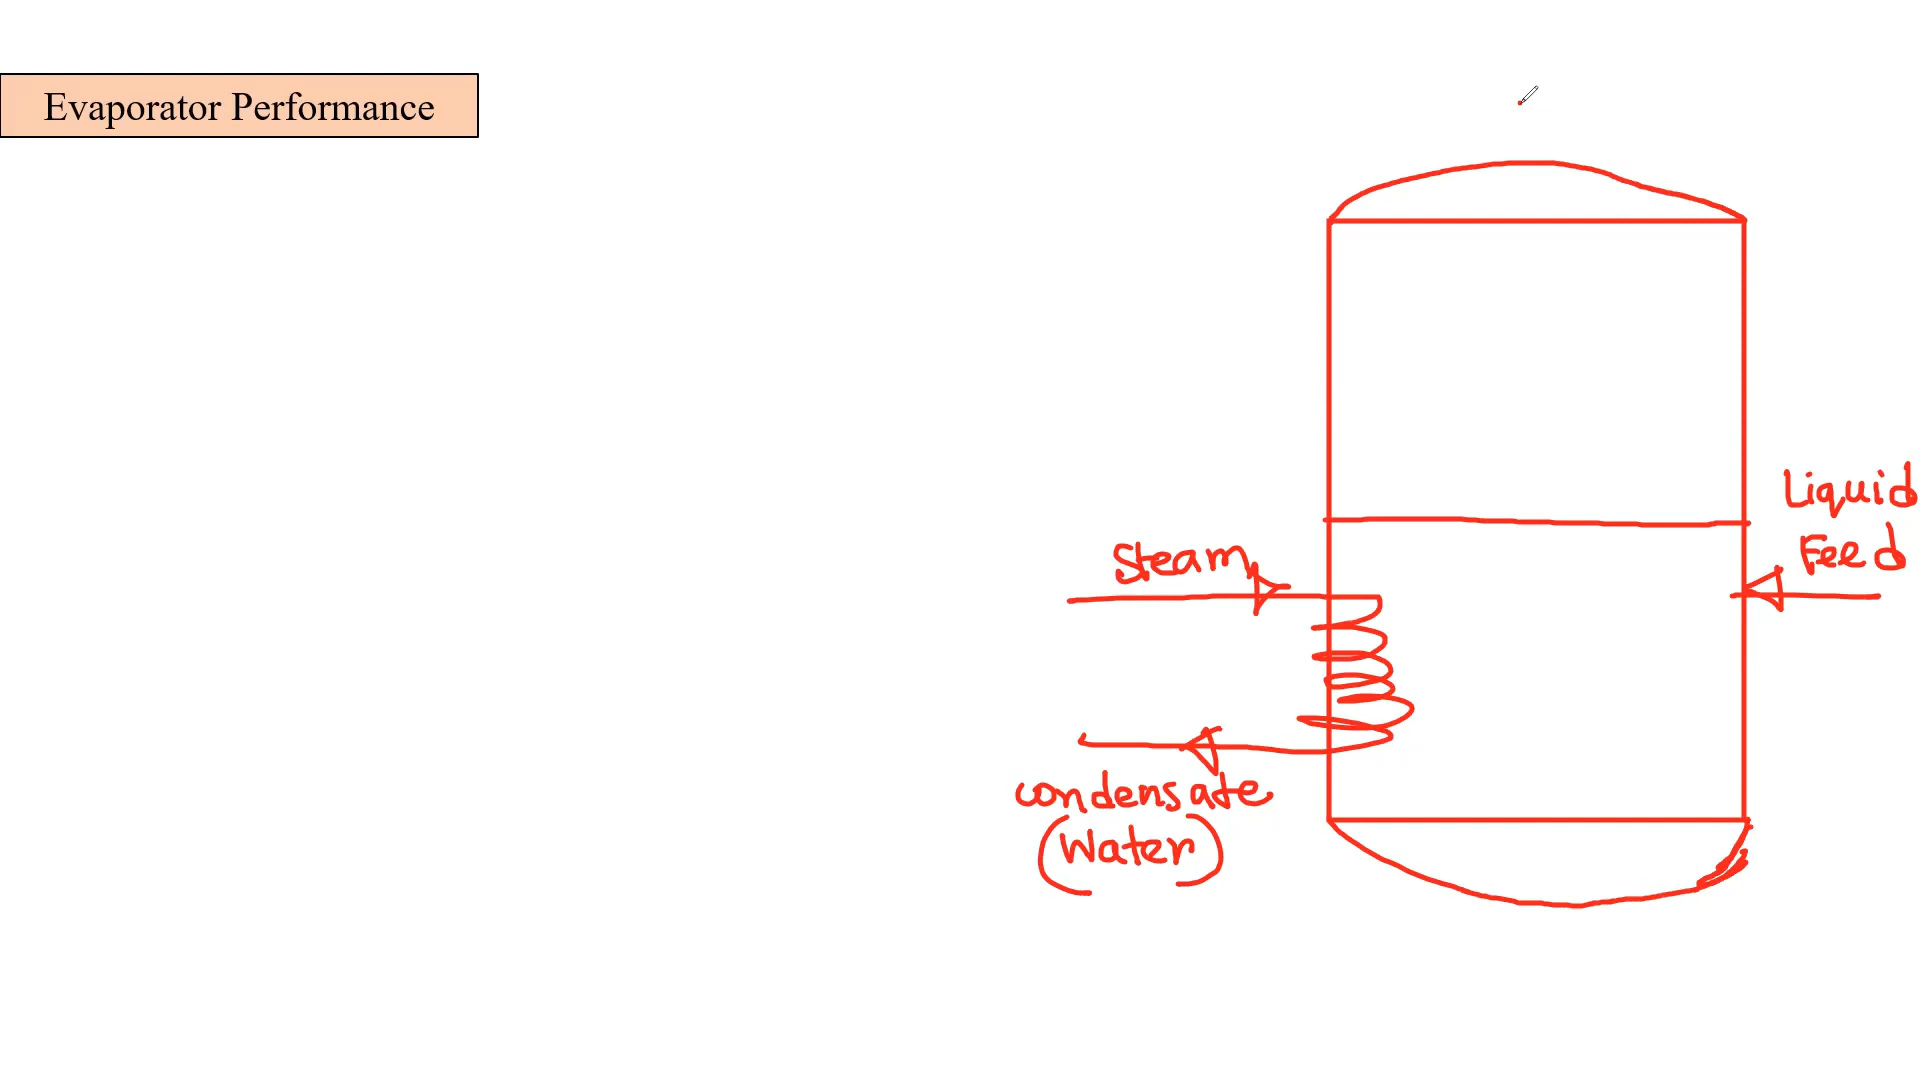 Evaporator Performance
Liquid
Feed
Steam
condensate
(Water)